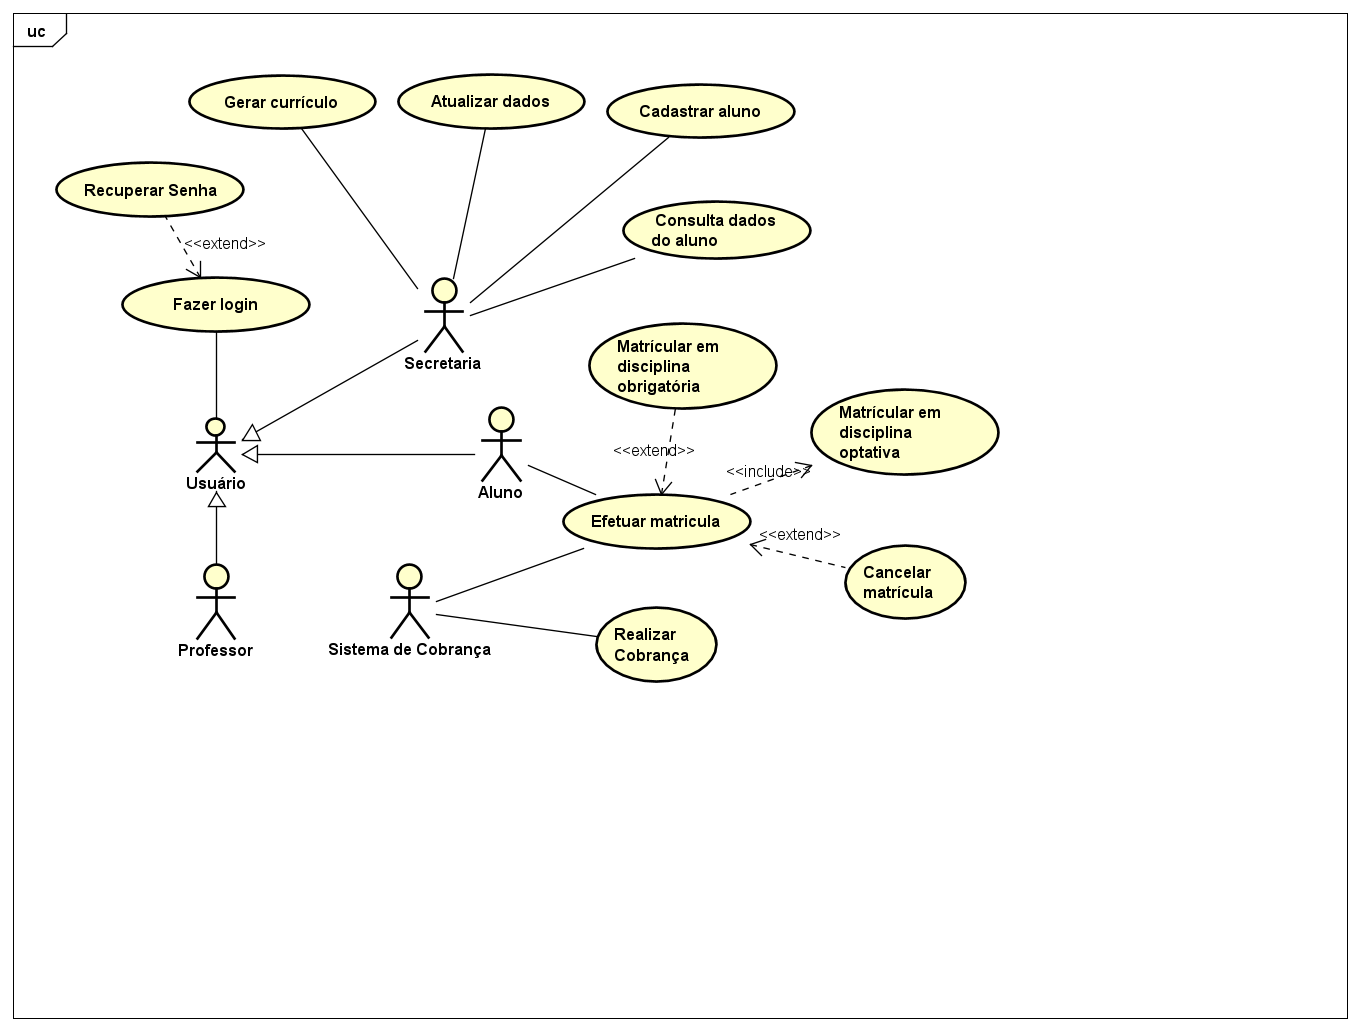 uc
Gerar currículo
Atualizar dados
Cadastrar aluno
Recuperar Senha
Consulta dados
do aluno
<<extend>>
Fazer login
Secretaria
Matrícular em
disciplina
obrigatória
Matrícular em
disciplina
optativa
<<extend>>
<<include>>
Usuário
Aluno
Efetuar matricula
<<extend>>
Cancelar
matrícula
Professor
Sistema de Cobrança
Realizar
Cobrança